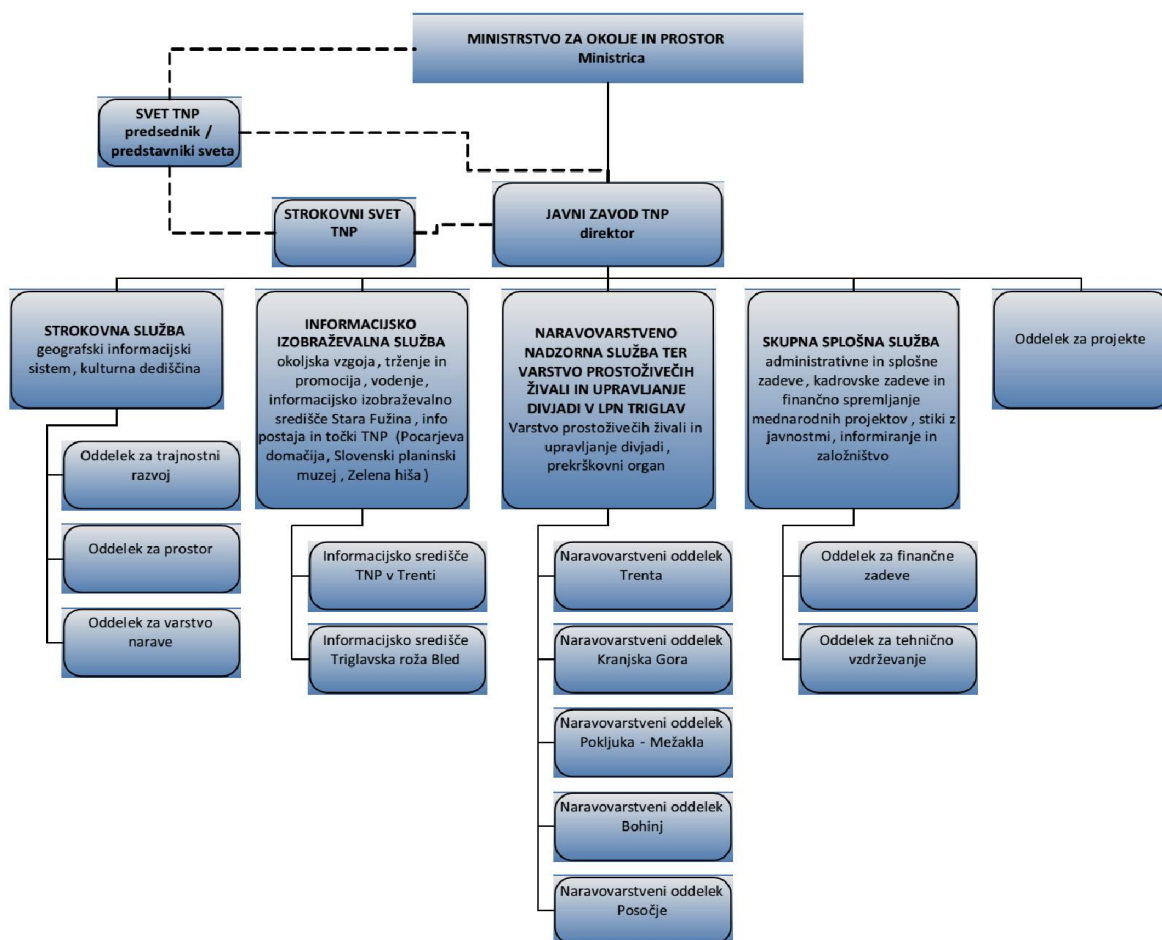 MINISTRSTVO ZA OKOLJE IN PROSTOR
Ministrica
SVET TNP
predsednik /
predstavniki sveta
STROKOVNI SVET
TNP
JAVNI ZAVOD TNP
direktor
STROKOVNA SLUŽBA
geografski informacijski
sistem , kulturna dediščina
Oddelek za trajnostni
razvoj
Oddelek za prostor
Oddelek za varstvo
narave
INFORMACIJSKO
IZOBRAŽEVALNA SLUŽBA
okoljska vzgoja , trženje in
promocija , vodenje ,
informacijsko izobraževalno
središče Stara Fužina , info
postaja in točki TNP (Pocarjeva
domačija, Slovenski planinski
muzej , Zelena hiša )
Informacijsko središče
TNP v Trenti
Informacijsko središče
Triglavska roža Bled
NARAVOVARSTVENO
NADZORNA SLUŽBA TER
VARSTVO PROSTOŽIVEČIH
ŽIVALI IN UPRAVLJANJE
DIVJADI V LPN TRIGLAV
Varstvo prostoživečih živali in
upravljanje divjadi ,
prekrškovni organ
Naravovarstveni oddelek
Trenta
Naravovarstveni oddelek
Kranjska Gora
Naravovarstveni oddelek
Pokljuka - Mežakla
Naravovarstveni oddelek
Bohinj
Naravovarstveni oddelek
Posočje
SKUPNA SPLOŠNA SLUŽBA
administrativne in splošne
zadeve , kadrovske zadeve in
finančno spremljanje
mednarodnih projektov , stiki z
javnostmi , informiranje in
založništvo
Oddelek za finančne
zadeve
Oddelek za tehnično
vzdrževanje
Oddelek za projekte